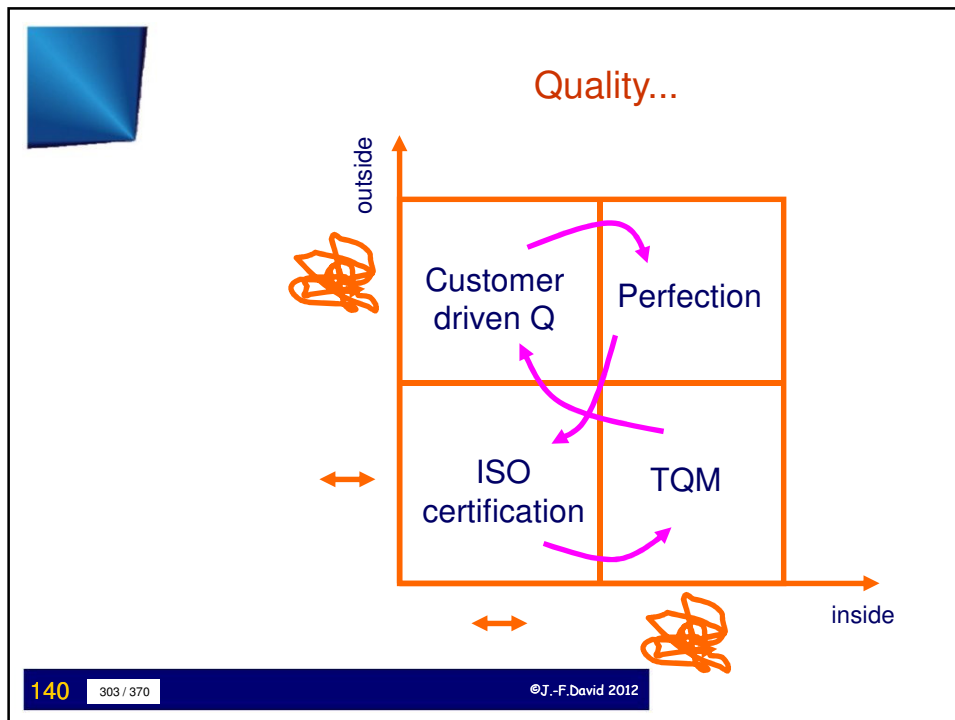 Quality...
outside
Customer
driven Q
Perfection
ISO
certification
TQM
inside
140
303 / 370
©J.-F.David 2012